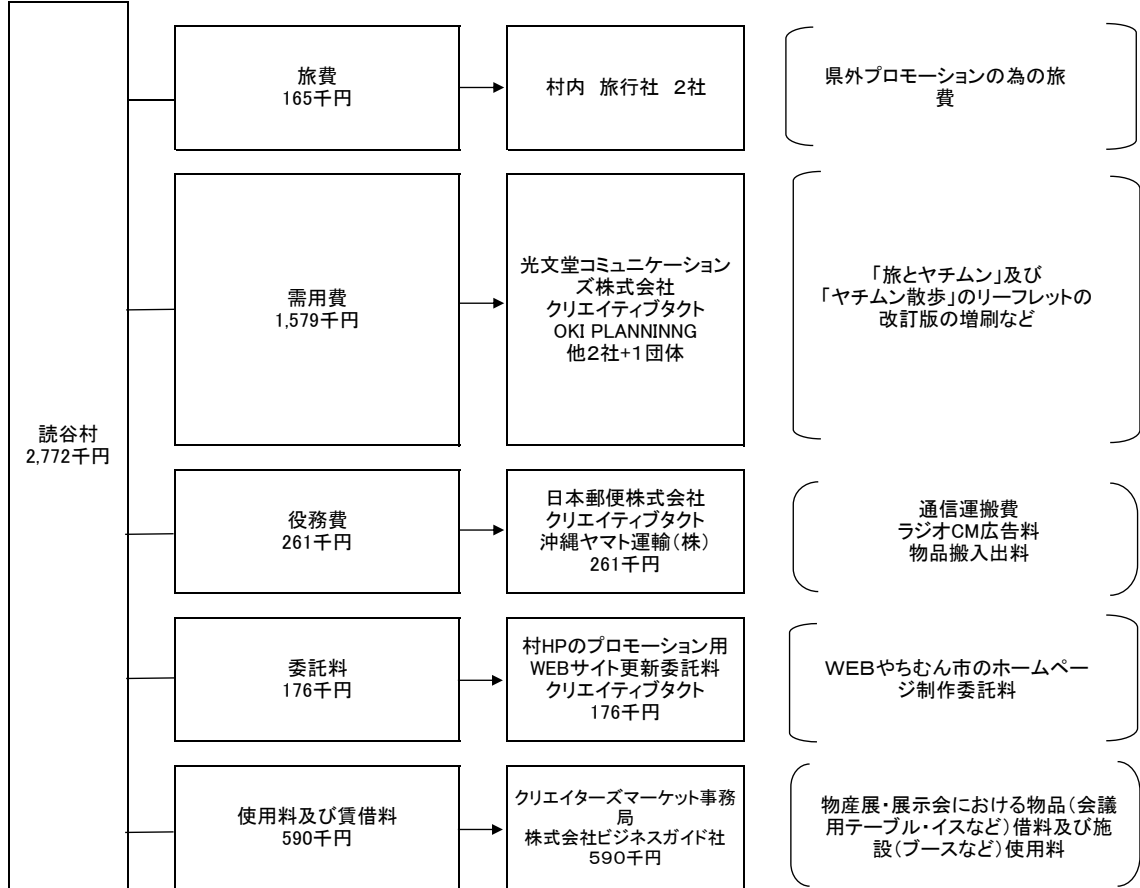 読谷村
2,772千円
旅費
165千円
村内　旅行社　２社
県外プロモーションの為の旅
費
需用費
1,579千円
光文堂コミュニケーション
ズ株式会社
クリエイティブタクト
OKI PLANNINNG
他２社+１団体
「旅とヤチムン」及び
「ヤチムン散歩」のリーフレットの
改訂版の増刷など
役務費
261千円
日本郵便株式会社
クリエイティブタクト
沖縄ヤマト運輸（株）
261千円
通信運搬費
ラジオCM広告料
物品搬入出料
委託料
176千円
村HPのプロモーション用
WEBサイト更新委託料
クリエイティブタクト
176千円
ＷＥＢやちむん市のホームペー
ジ制作委託料
使用料及び賃借料
590千円
クリエイターズマーケット事務
局
株式会社ビジネスガイド社
５９０千円
物産展・展示会における物品（会議
用テーブル・イスなど）借料及び施
設（ブースなど）使用料